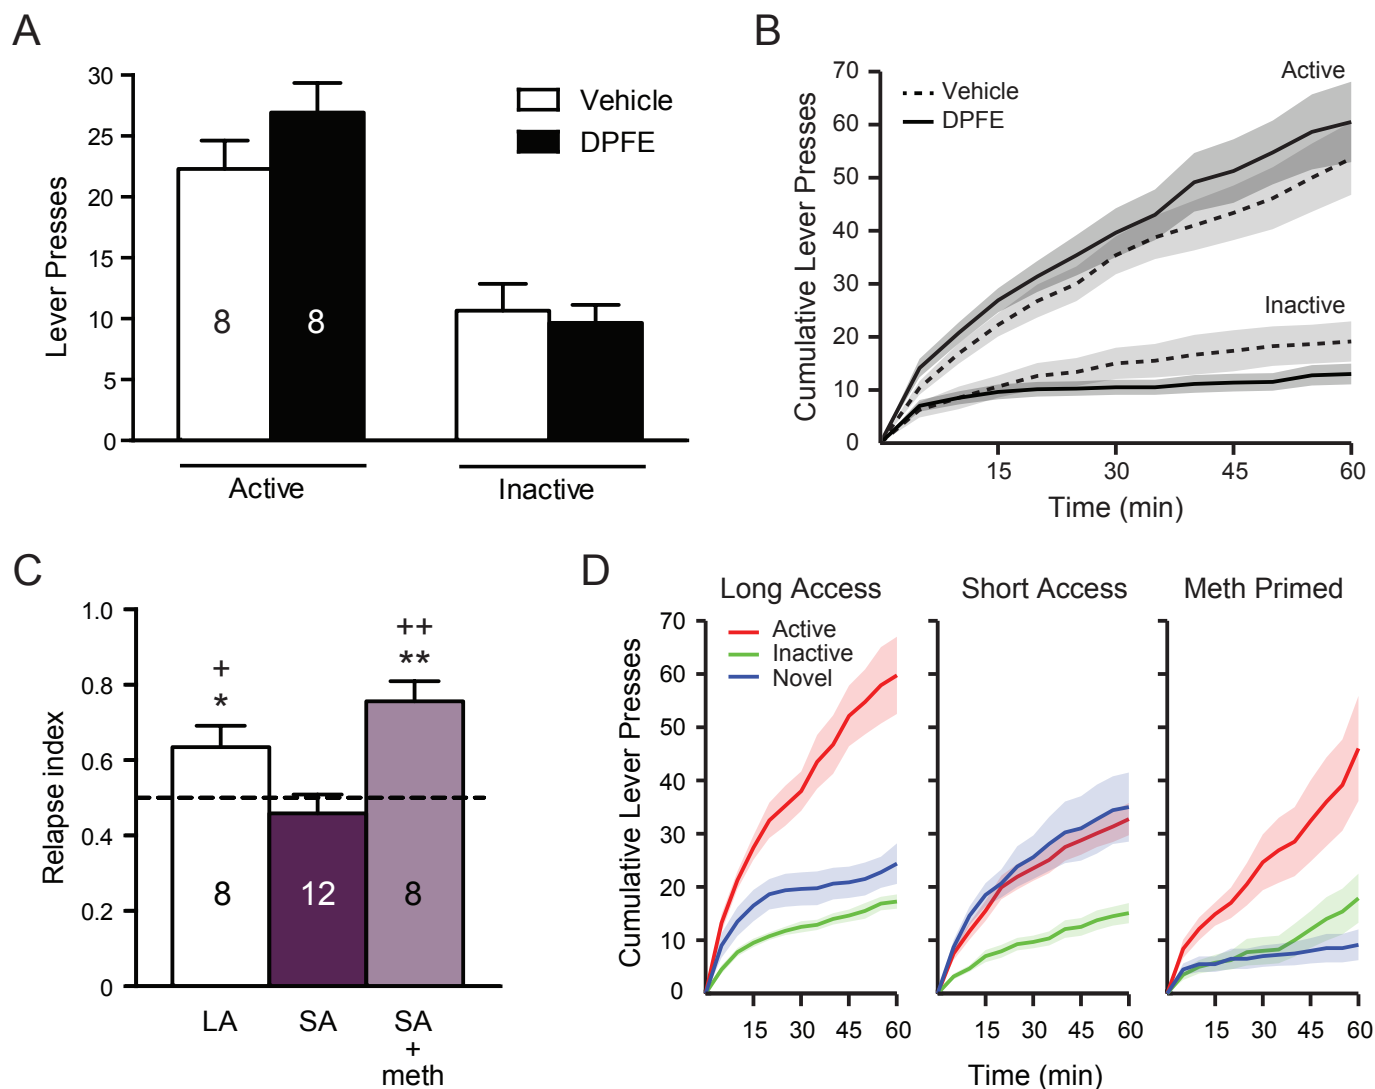 A
30
25
20
15
10
5
0
Lever Presses
Vehicle
DPFE
8
8
Active
Inactive
B
70
60
50
40
30
20
10
0
Cumulative Lever Presses
Vehicle
DPFE
Active
Inactive
15
30
45
60
Time (min)
C
1.0
0.8
0.6
0.4
0.2
0
Relapse index
+
*
++
**
8
12
8
LA
SA
SA
+
meth
D
Long Access
Short Access
Meth Primed
70
60
50
40
30
20
10
0
Cumulative Lever Presses
Active
Inactive
Novel
15
30
45
60
15
30
45
60
15
30
45
60
Time (min)